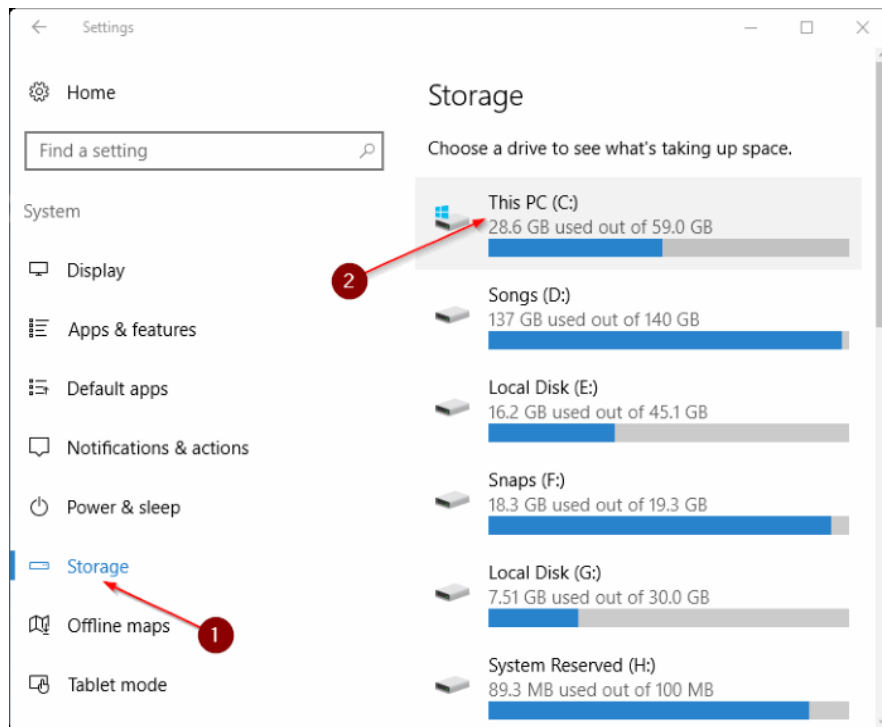 Settings
Home
Find a setting
System
Display
Apps & features
Default apps
Notifications & actions
Power & sleep
Storage
1
Offline maps
Tablet mode
Storage
Choose a drive to see what's taking up space.
This PC (C:)
28.6 GB used out of 59.0 GB
2
Songs (D:)
137 GB used out of 140 GB
Local Disk (E:)
16.2 GB used out of 45.1 GB
Snaps (F:)
18.3 GB used out of 19.3 GB
Local Disk (G:)
7.51 GB used out of 30.0 GB
System Reserved (H:)
89.3 MB used out of 100 MB